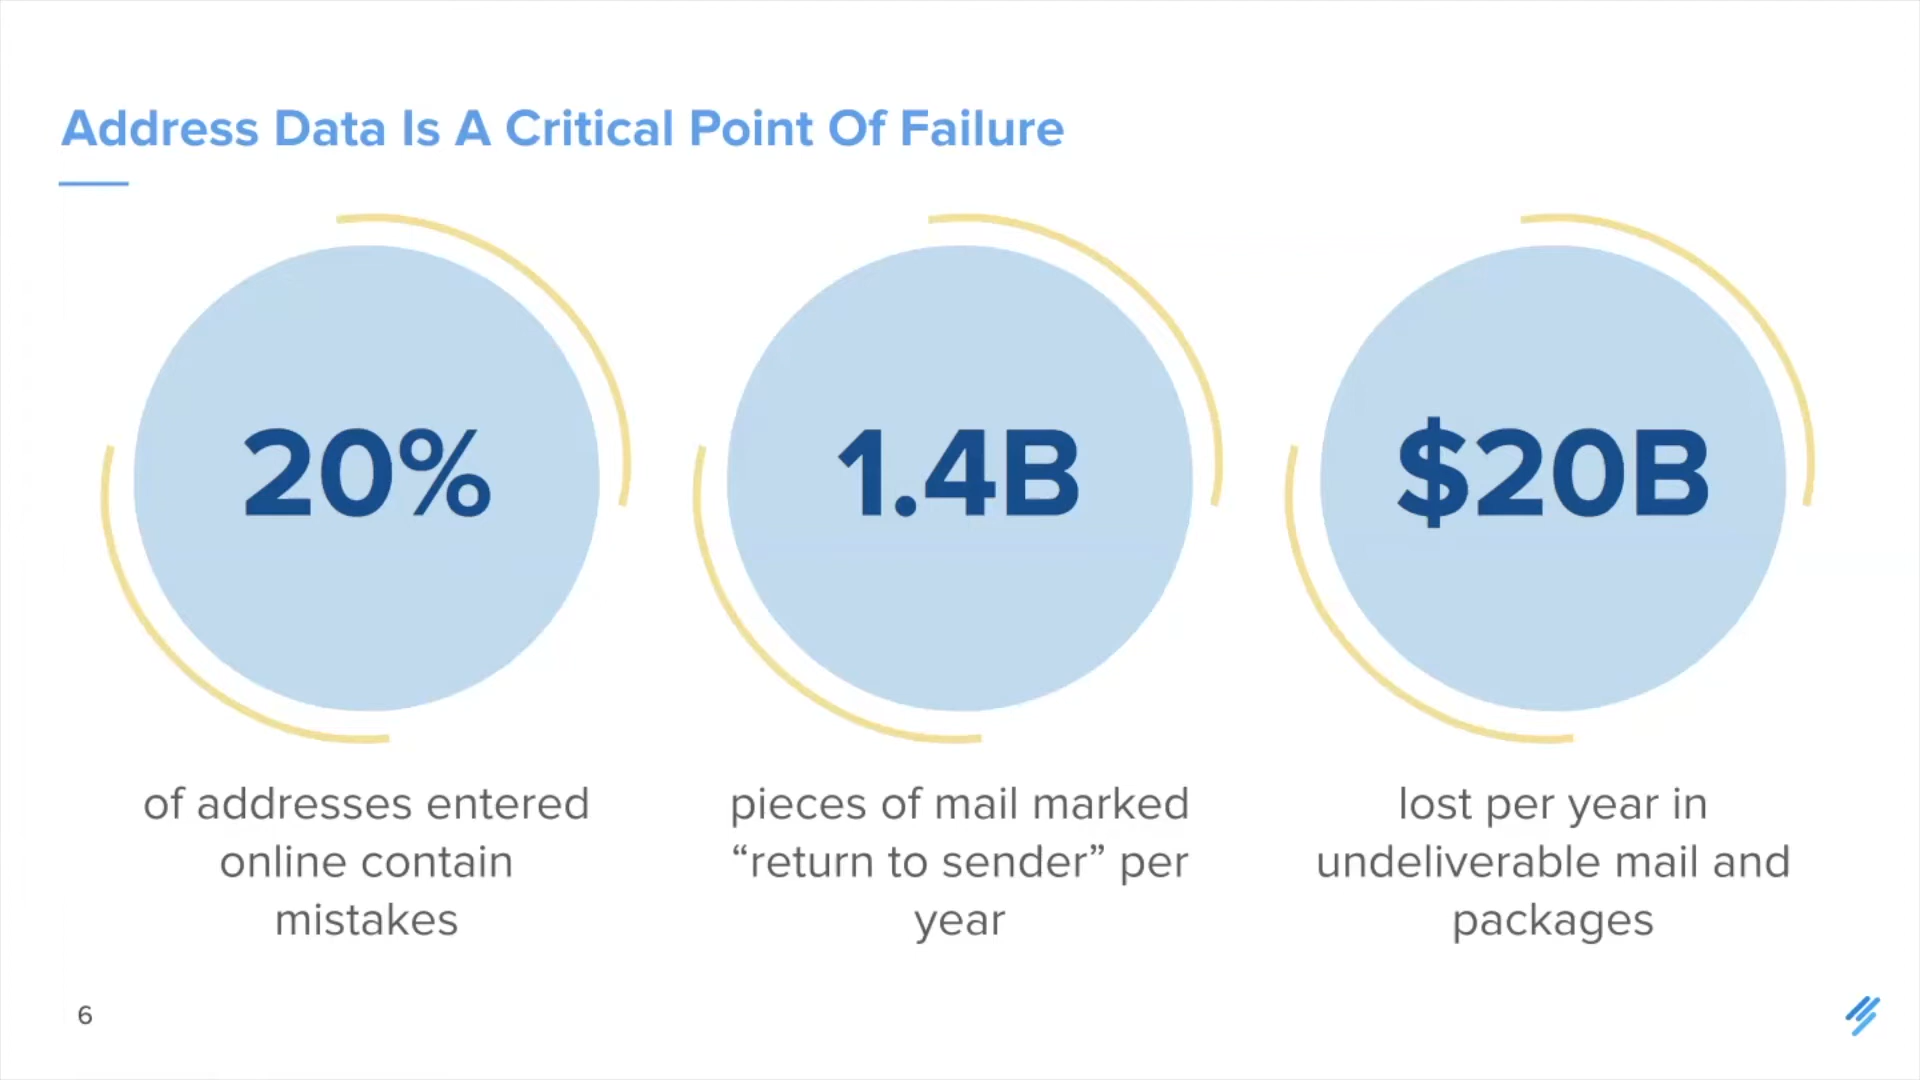 Address Data Is A Critical Point Of Failure
20%
of addresses entered
online contain
mistakes
1.4B
pieces of mail marked
“return to sender” per
year
$20B
lost per year in
undeliverable mail and
packages
6